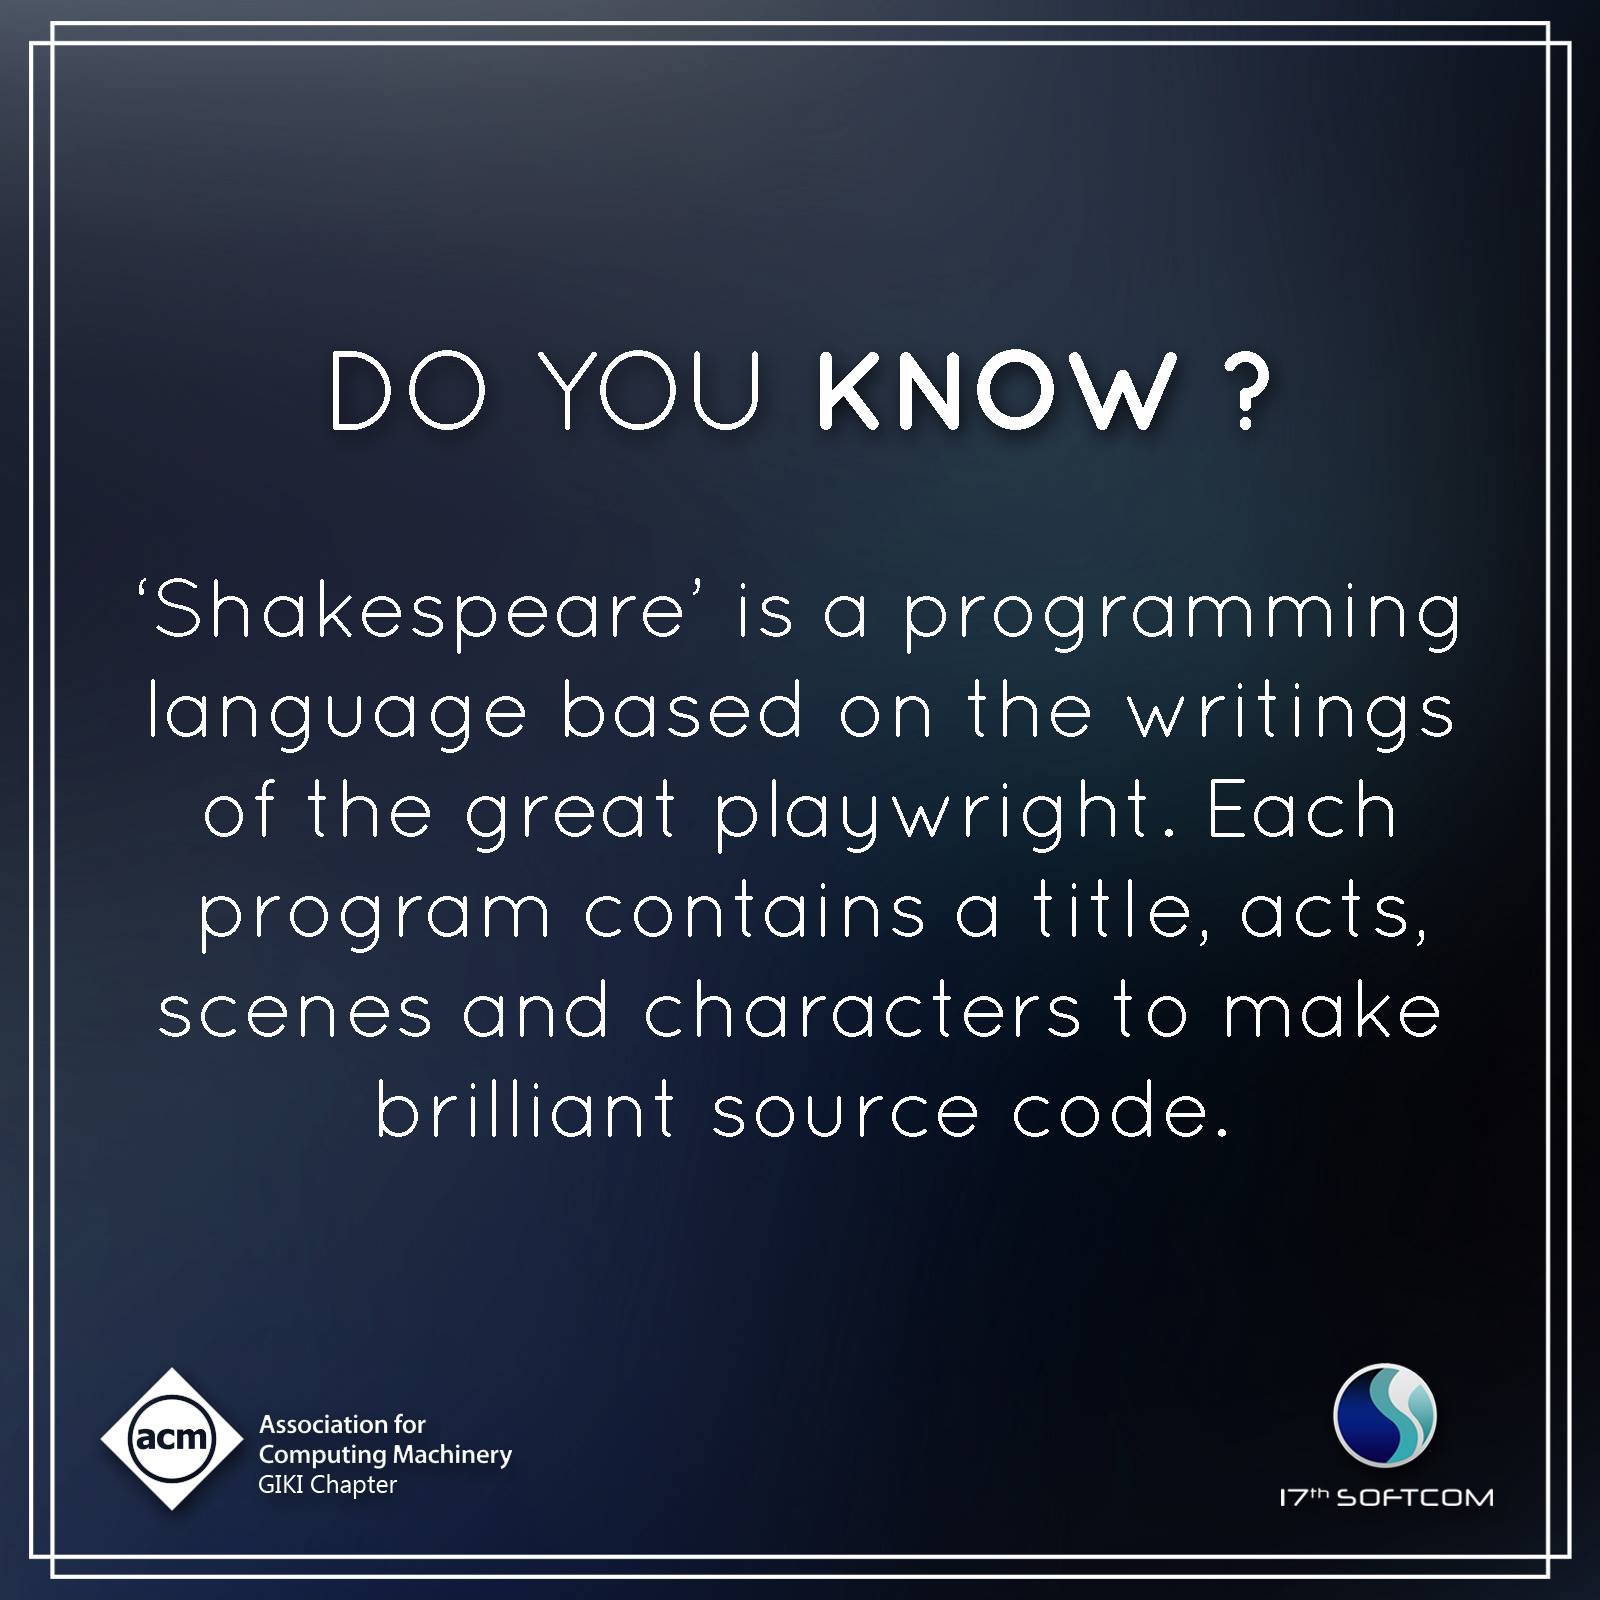 DO YOU KNOW ?
‘Shakespeare’ is a programming
language based on the writings
of the great playwright. Each
program contains a title, acts,
scenes and characters to make
brilliant source code.
acm
Association for
Computing Machinery
GIKI Chapter
17th SOFTCOM